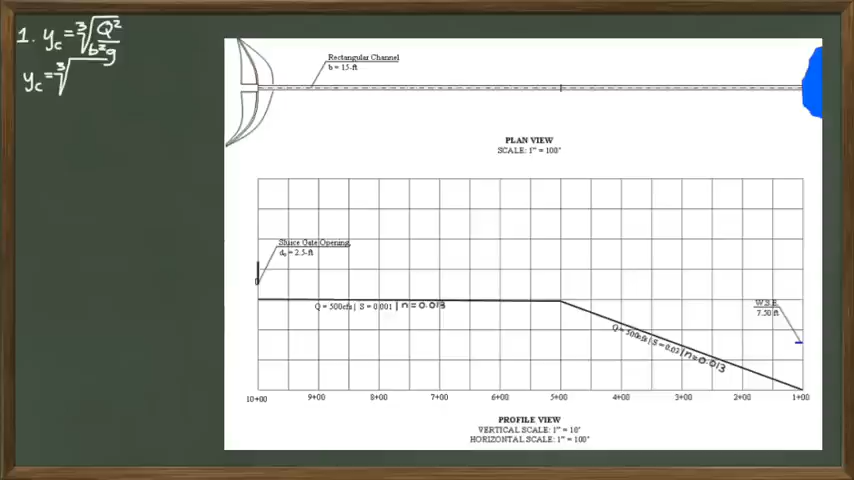 1. y_c = ∛(Q²/b²g)
y_c = ∛
Rectangular Channel
b = 15-ft
PLAN VIEW
SCALE: 1" = 100'
Sluice Gate Opening
d₀ = 2.5-ft
Q = 500cfs | S = 0.001 | n = 0.013
Q = 500cfs | S = 0.03 | n = 0.013
W.S.E.
7.50 ft
10+00 9+00 8+00 7+00 6+00 5+00 4+00 3+00 2+00 1+00
PROFILE VIEW
VERTICAL SCALE: 1" = 10'
HORIZONTAL SCALE: 1" = 100'